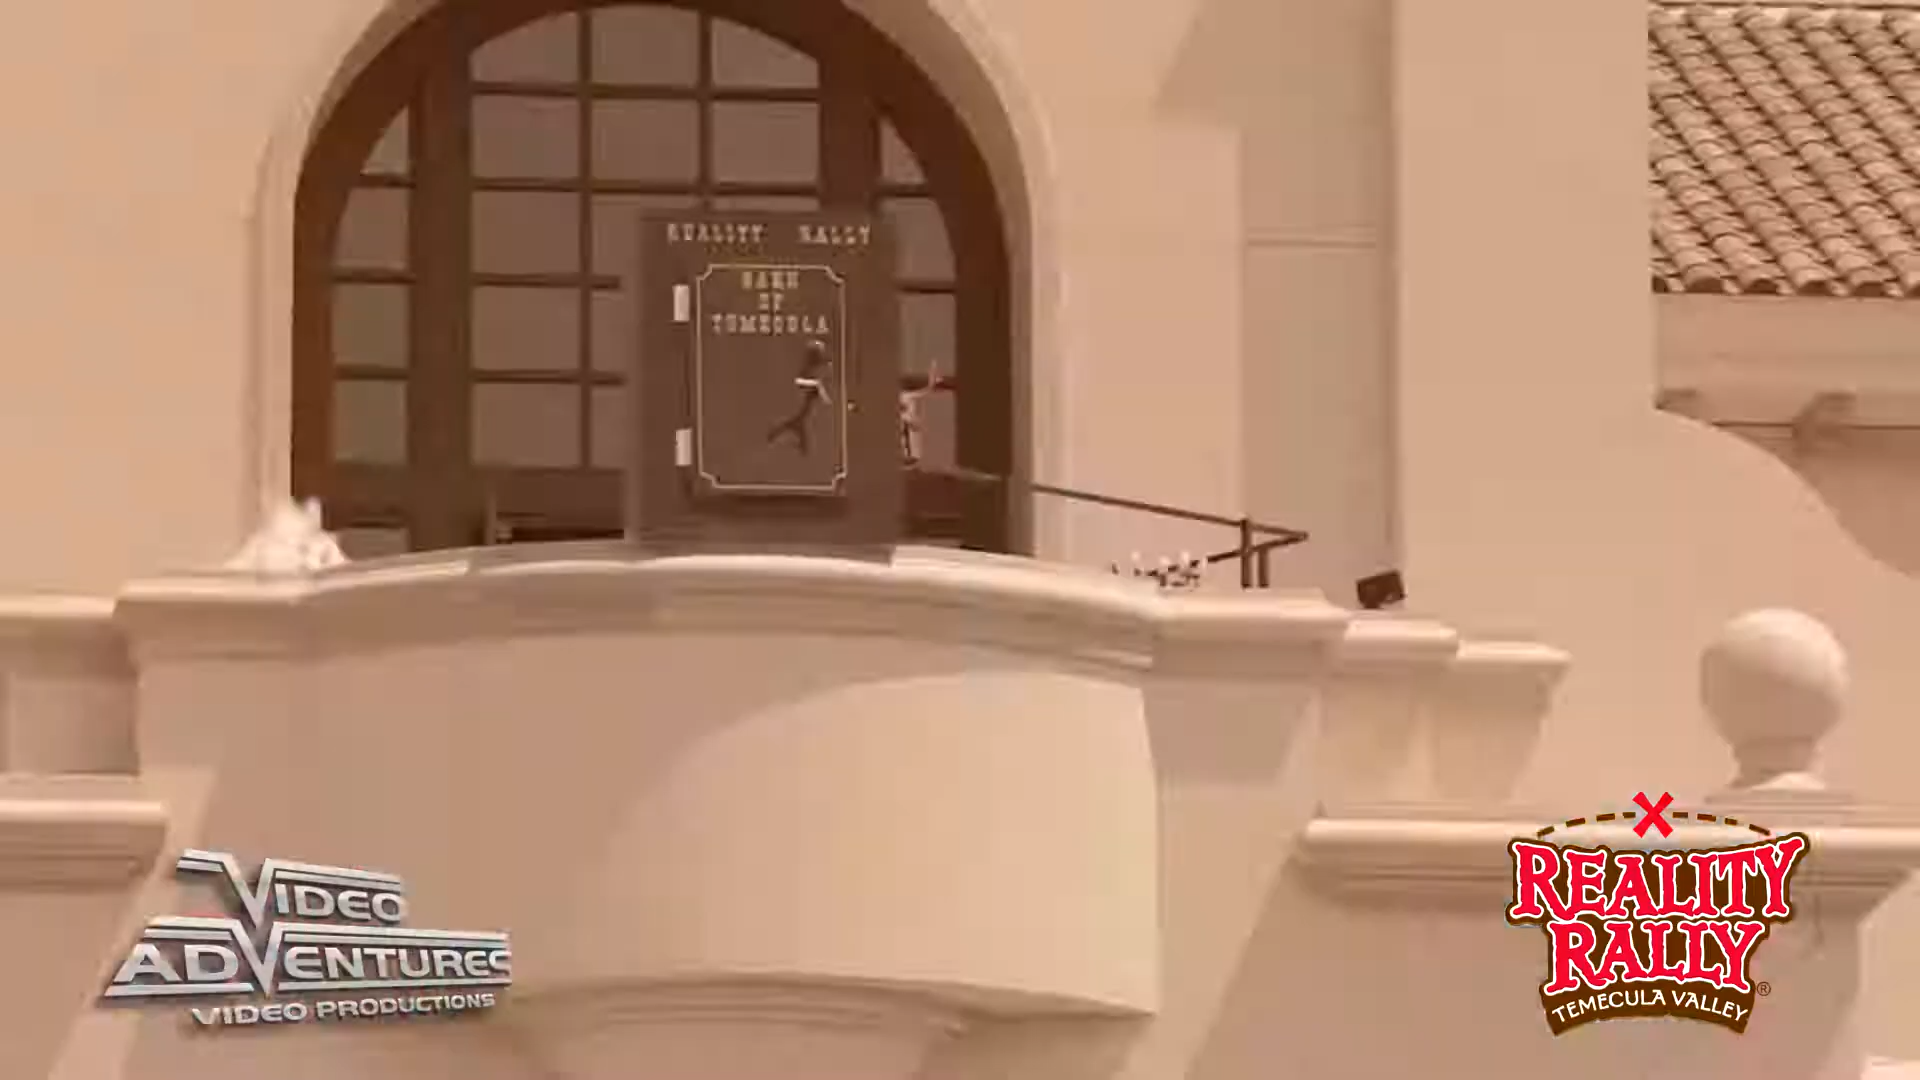 REALITY RALLY
BANK
OF
TEMECULA
VIDEO
ADVENTURES
VIDEO PRODUCTIONS
REALITY
RALLY
TEMECULA VALLEY
®